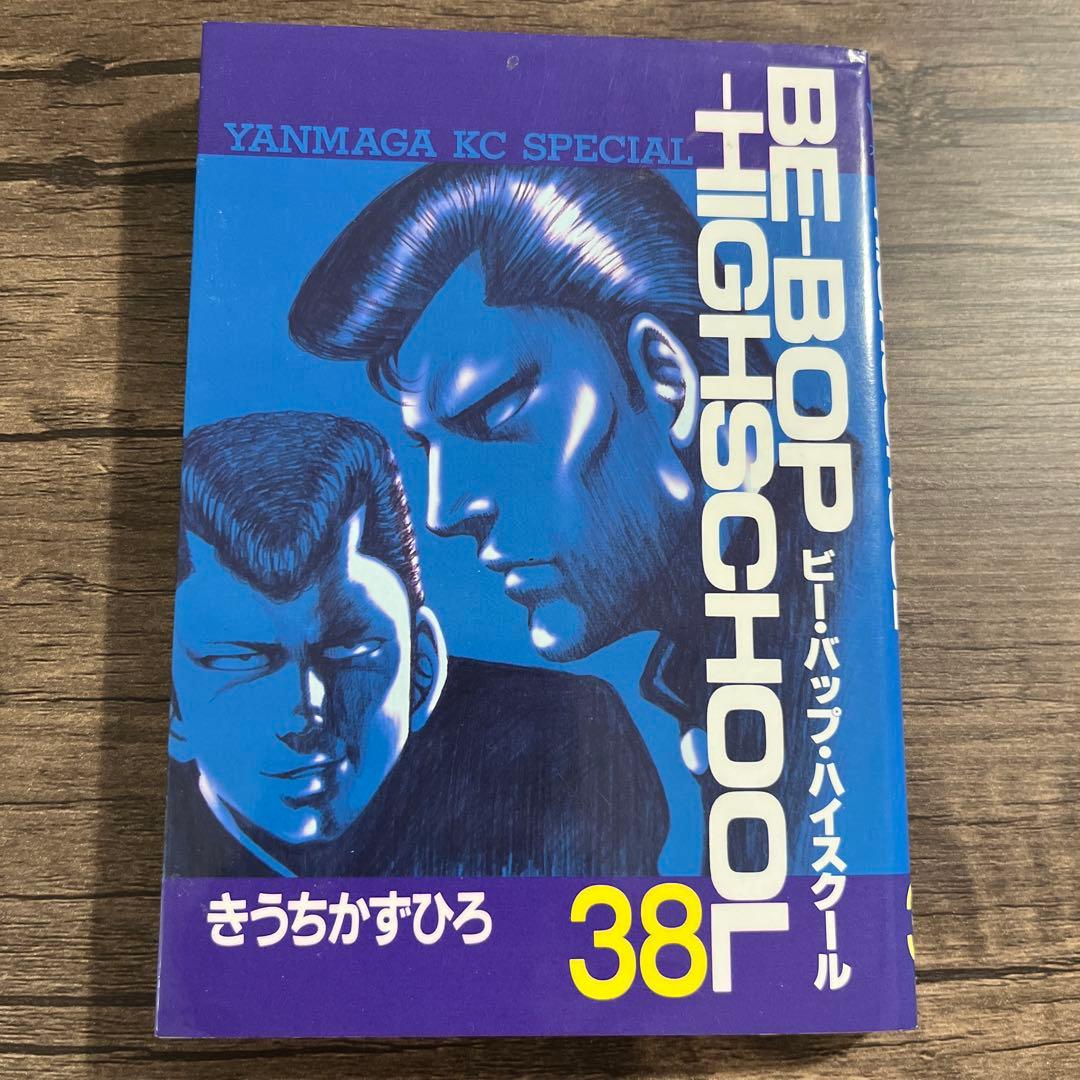 YANMAGA KC SPECIAL
BE-BOP
-HIGHSCHOOL
ビー・バップ・ハイスクール
きうちかずひろ
38